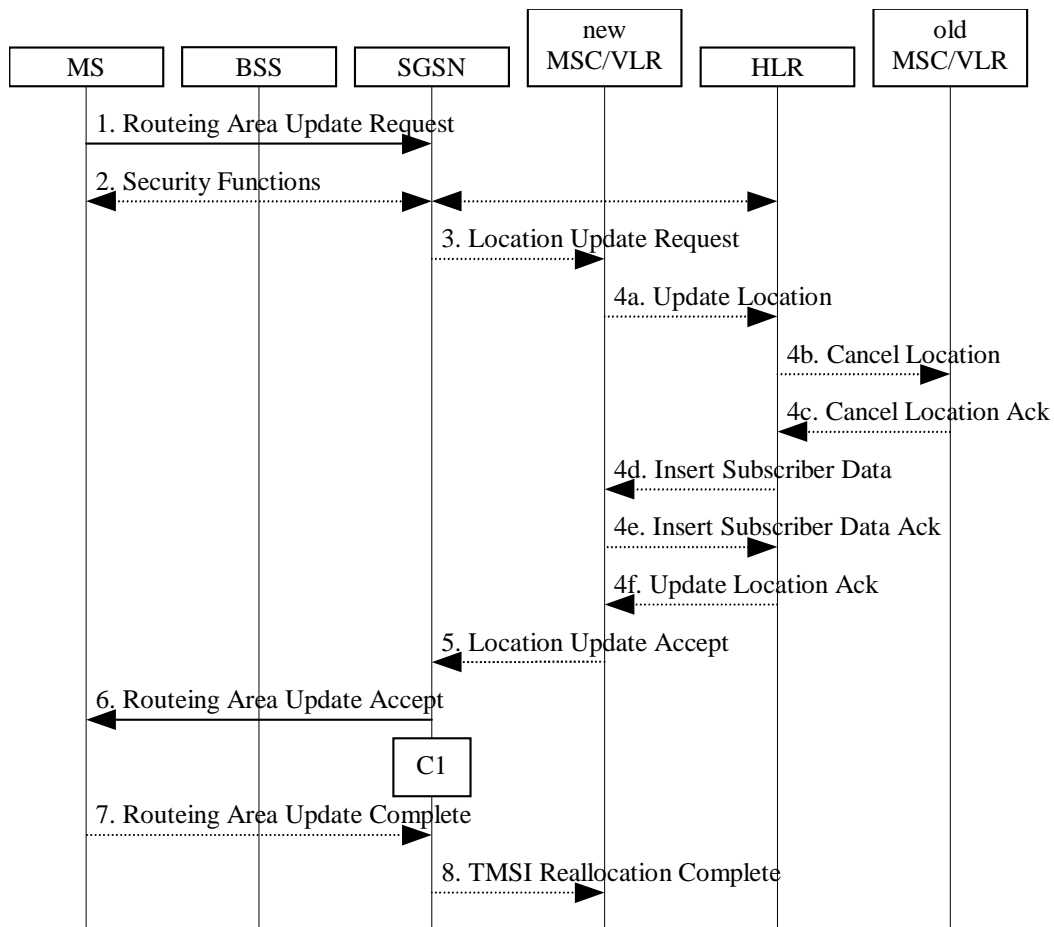 new
MSC/VLR
old
MSC/VLR
MS
BSS
SGSN
HLR
1. Routeing Area Update Request
2. Security Functions
3. Location Update Request
4a. Update Location
4b. Cancel Location
4c. Cancel Location Ack
4d. Insert Subscriber Data
4e. Insert Subscriber Data Ack
4f. Update Location Ack
5. Location Update Accept
6. Routeing Area Update Accept
C1
7. Routeing Area Update Complete
8. TMSI Reallocation Complete